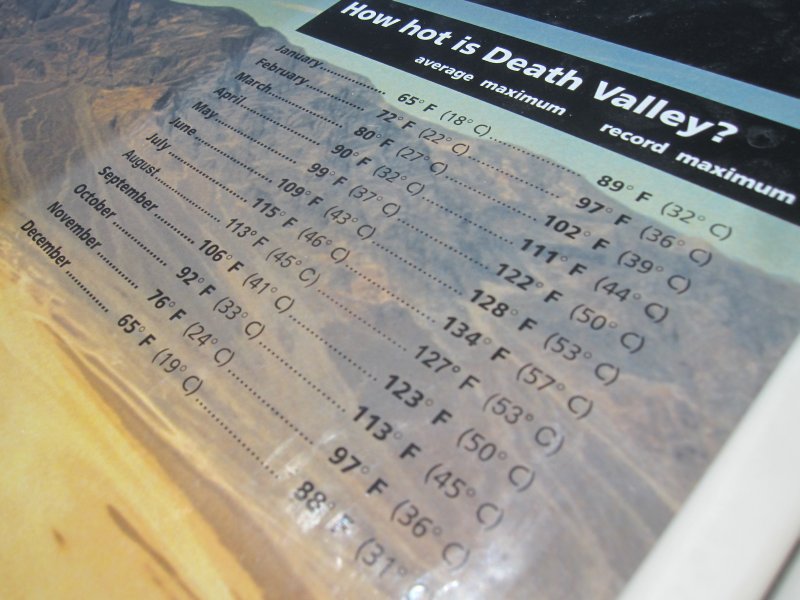 How hot is Death Valley?
average maximum record maximum
January 65° F (18° C) 89° F (32° C)
February 72° F (22° C) 97° F (36° C)
March 80° F (27° C) 102° F (39° C)
April 90° F (32° C) 111° F (44° C)
May 99° F (37° C) 122° F (50° C)
June 109° F (43° C) 128° F (53° C)
July 115° F (46° C) 134° F (57° C)
August 113° F (45° C) 127° F (53° C)
September 106° F (41° C) 123° F (50° C)
October 92° F (33° C) 113° F (45° C)
November 76° F (24° C) 97° F (36° C)
December 65° F (19° C) 88° F (31°